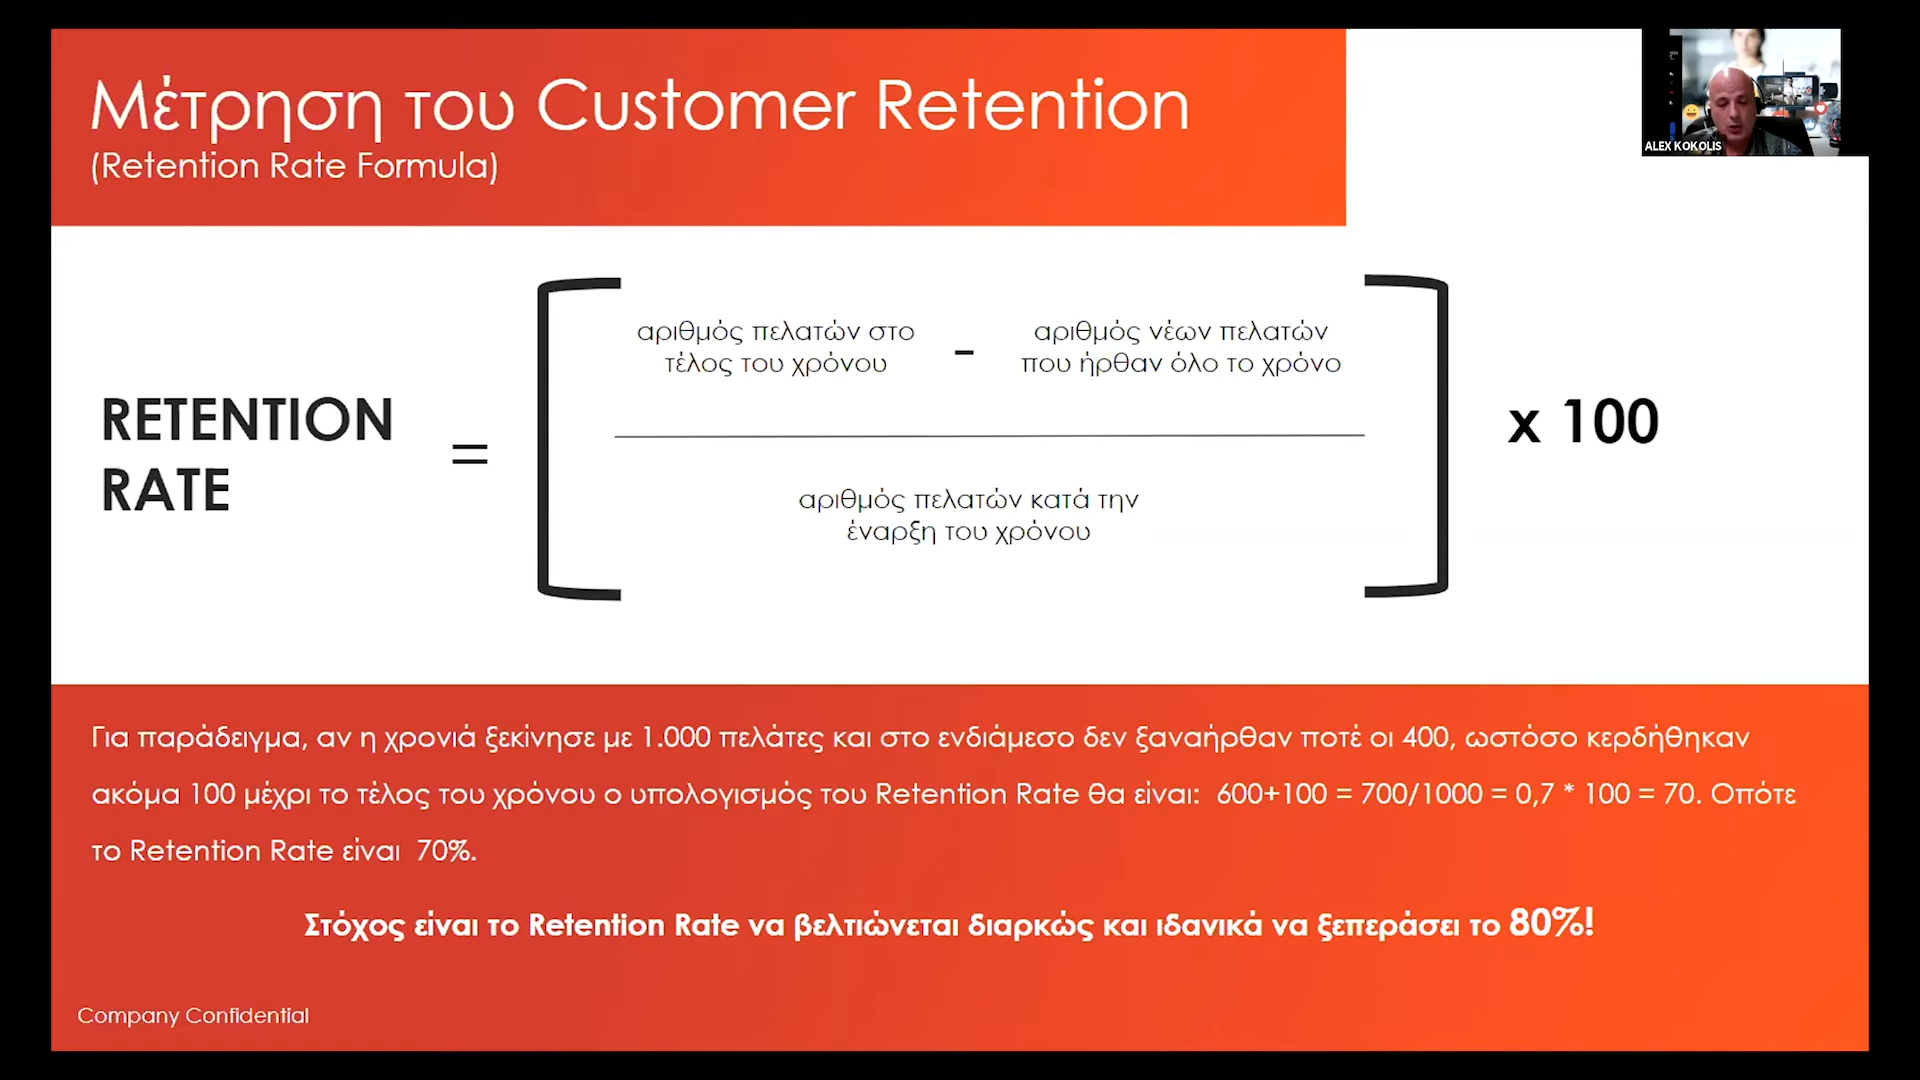 Μέτρηση του Customer Retention
(Retention Rate Formula)
ALEX KOKOLIS
RETENTION
RATE
=
αριθμός πελατών στο
τέλος του χρόνου
-
αριθμός νέων πελατών
που ήρθαν όλο το χρόνο
αριθμός πελατών κατά την
έναρξη του χρόνου
x 100
Για παράδειγμα, αν η χρονιά ξεκίνησε με 1.000 πελάτες και στο ενδιάμεσο δεν ξαναήρθαν ποτέ οι 400, ωστόσο κερδήθηκαν
ακόμα 100 μέχρι το τέλος του χρόνου ο υπολογισμός του Retention Rate θα είναι: 600+100 = 700/1000 = 0,7 * 100 = 70. Οπότε
το Retention Rate είναι 70%.
Στόχος είναι το Retention Rate να βελτιώνεται διαρκώς και ιδανικά να ξεπεράσει το 80%!
Company Confidential